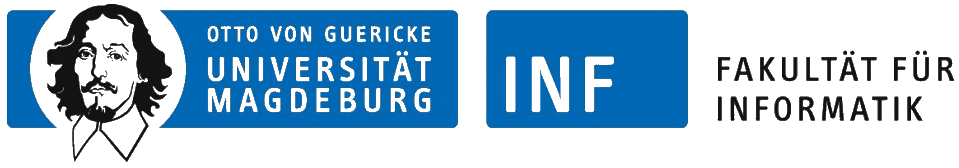 OTTO VON GUERICKE
UNIVERSITÄT
MAGDEBURG
INF
FAKULTÄT FÜR
INFORMATIK